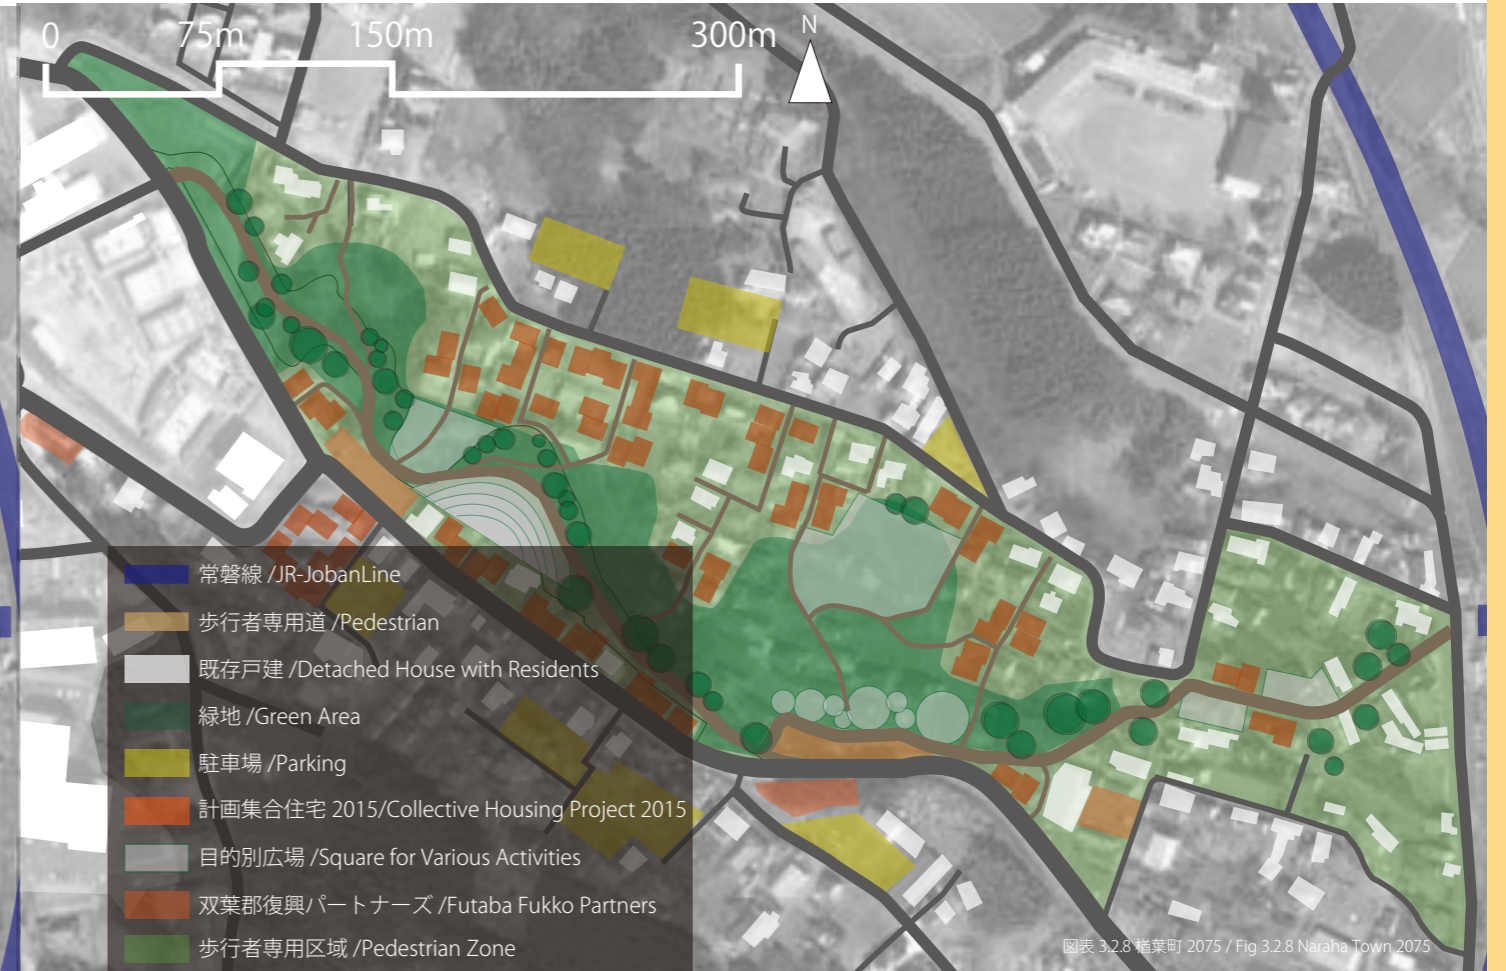 0 75m 150m 300m N
常磐線 /JR-JobanLine
歩行者専用道 /Pedestrian
既存戸建 /Detached House with Residents
緑地 /Green Area
駐車場 /Parking
計画集合住宅 2015/Collective Housing Project 2015
目的別広場 /Square for Various Activities
双葉郡復興パートナーズ /Futaba Fukko Partners
歩行者専用区域 /Pedestrian Zone
図表 3.2.8 楢葉町 2075 / Fig 3.2.8 Naraha Town 2075